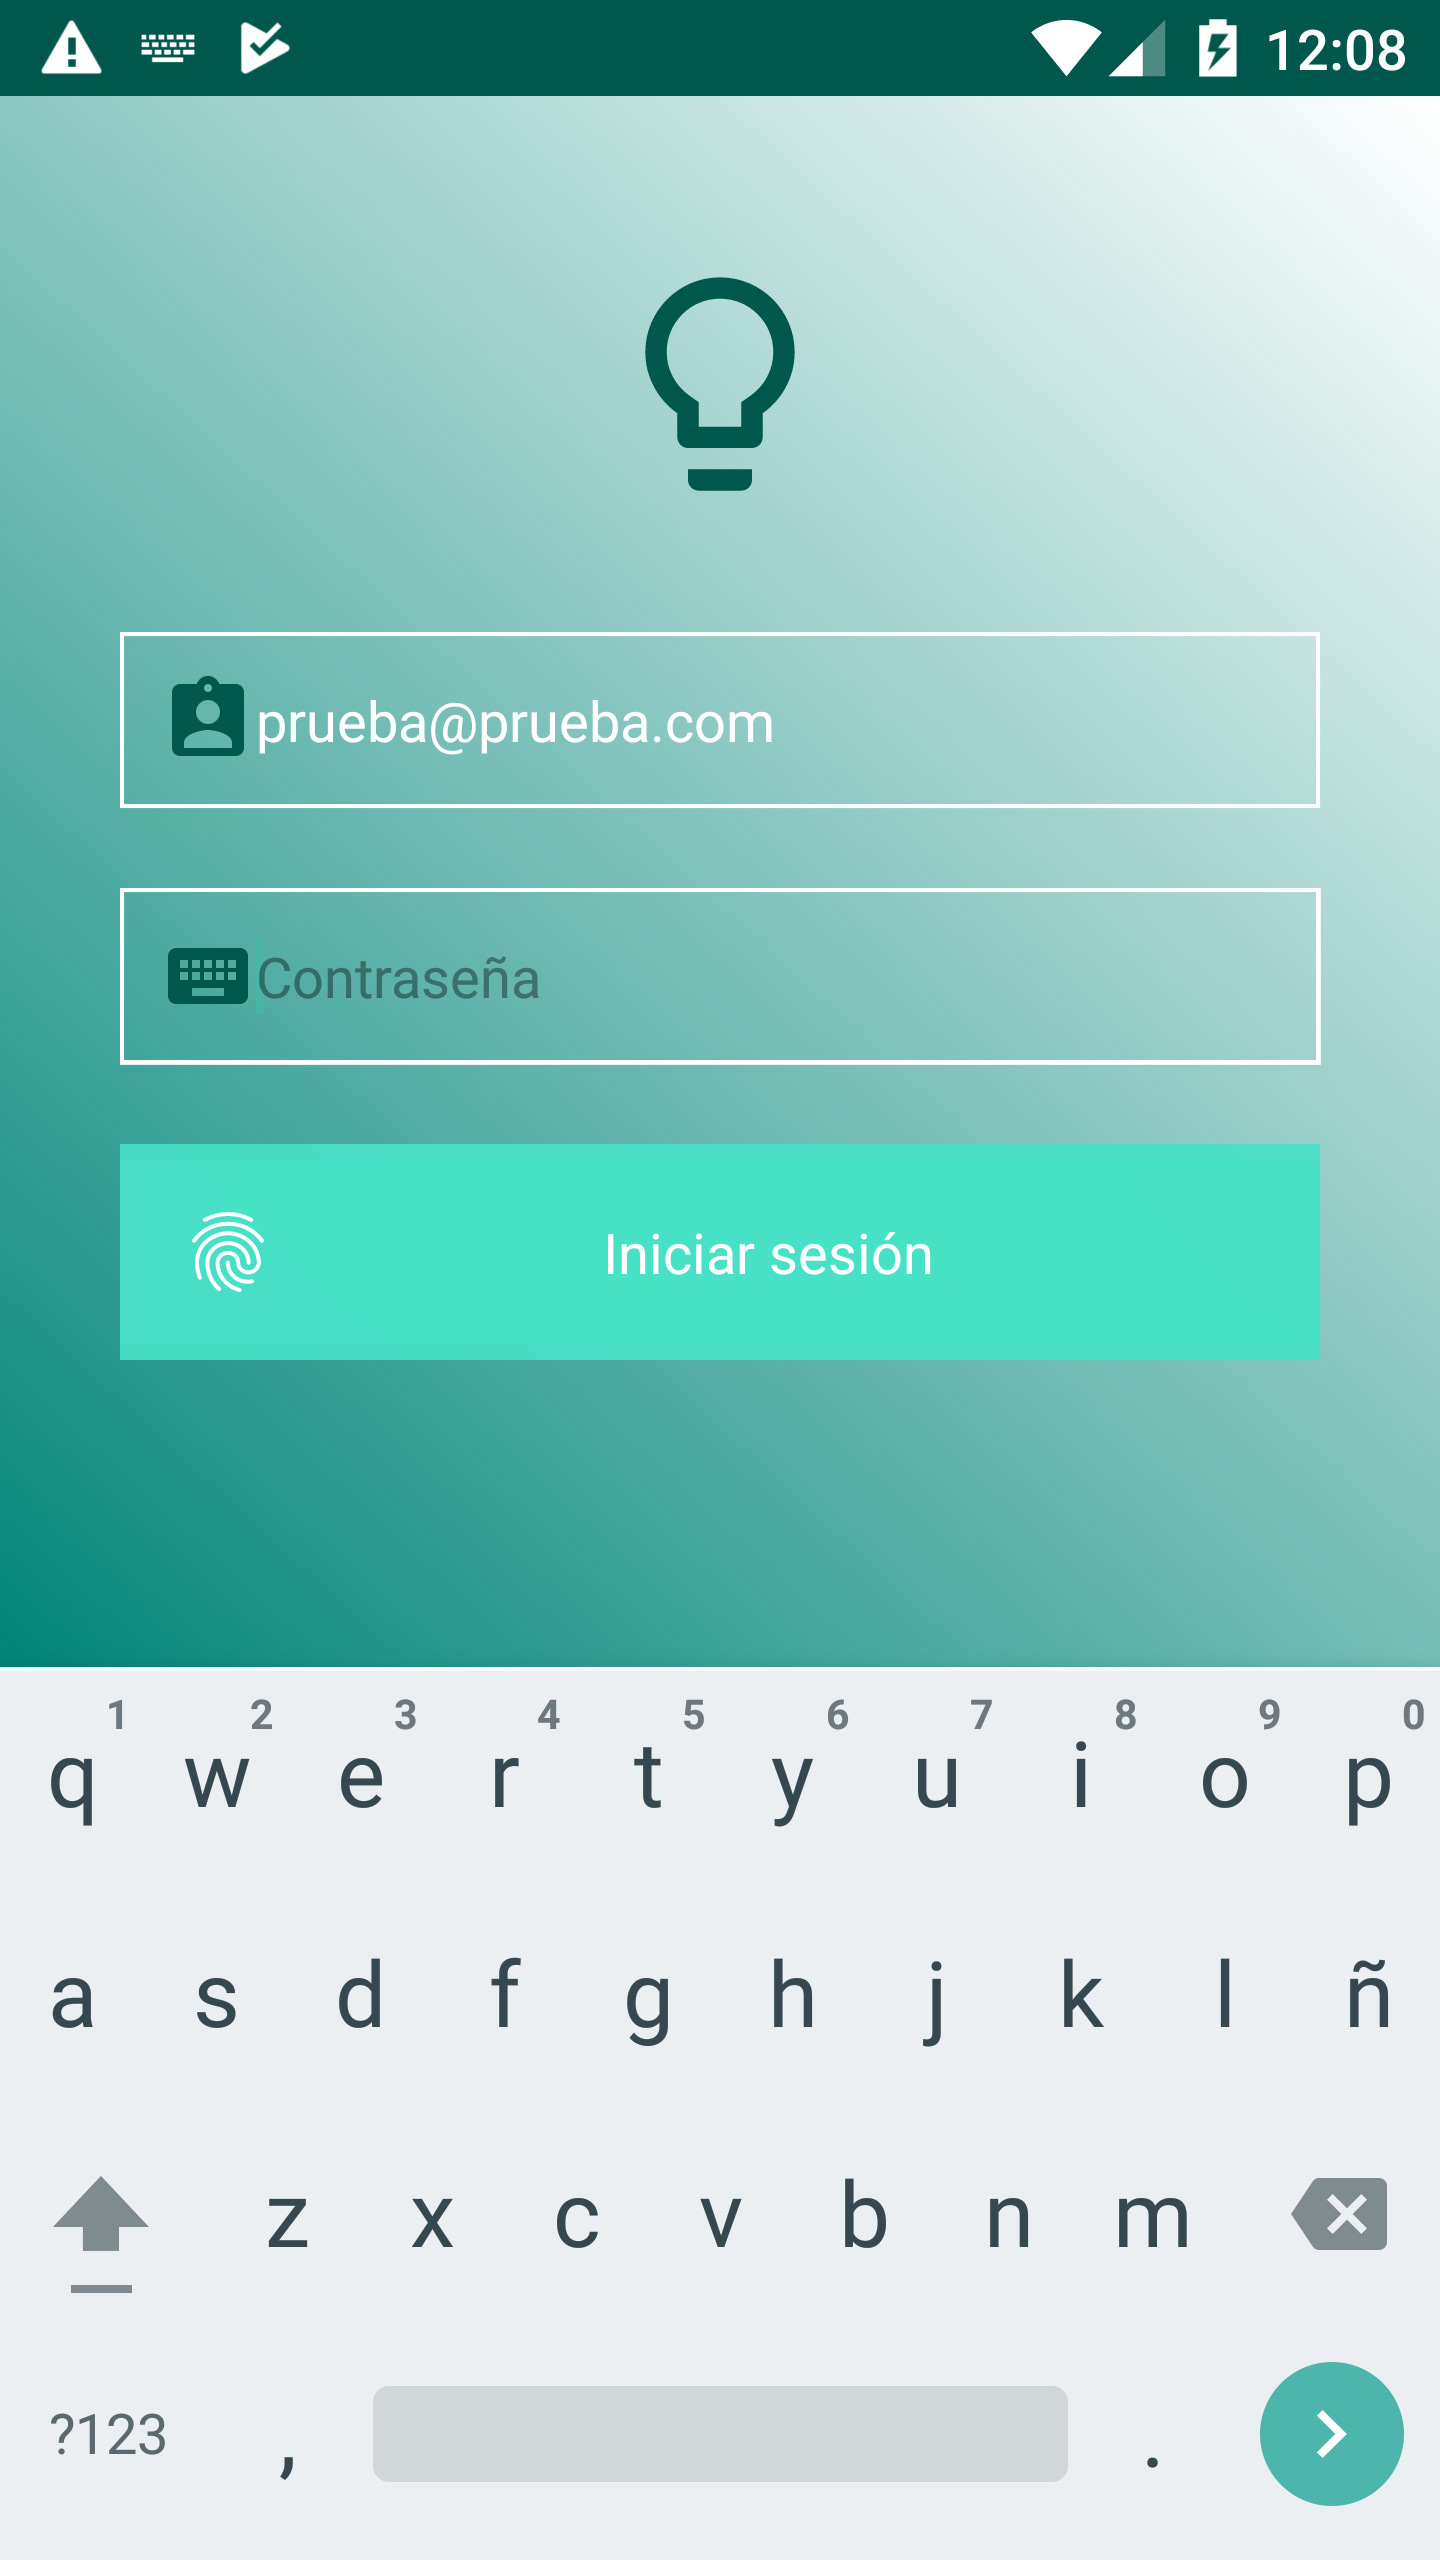 12:08
prueba@prueba.com
Contraseña
Iniciar sesión
1 2 3 4 5 6 7 8 9 0
q w e r t y u i o p
a s d f g h j k l ñ
z x c v b n m
?123 , .